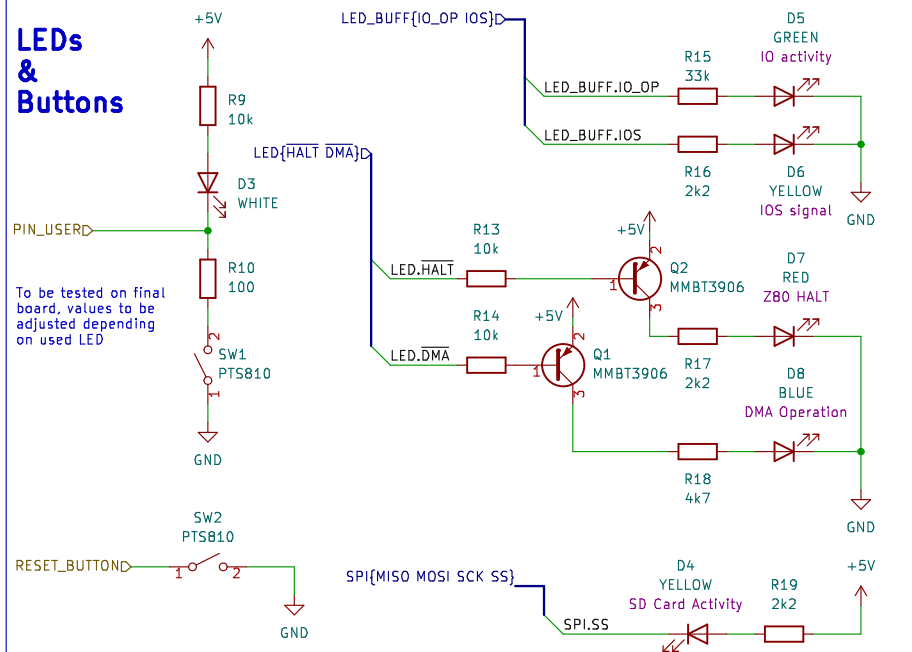 LEDs
&
Buttons
+5V
R9
10k
D3
WHITE
PIN_USER
R10
100
To be tested on final
board, values to be
adjusted depending
on used LED
2
SW1
PTS810
1
GND
SW2
PTS810
RESET_BUTTON
1
2
GND
LED_BUFF{IO_OP IOS}
LED_BUFF.IO_OP
R15
33k
D5
GREEN
IO activity
LED_BUFF.IOS
R16
2k2
D6
YELLOW
IOS signal
GND
LED{HALT DMA}
LED.HALT
R13
10k
+5V
2
1
Q2
MMBT3906
3
D7
RED
Z80 HALT
R17
2k2
LED.DMA
R14
10k
+5V
2
1
Q1
MMBT3906
3
D8
BLUE
DMA Operation
R18
4k7
GND
SPI{MISO MOSI SCK SS}
SPI.SS
D4
YELLOW
SD Card Activity
R19
2k2
+5V